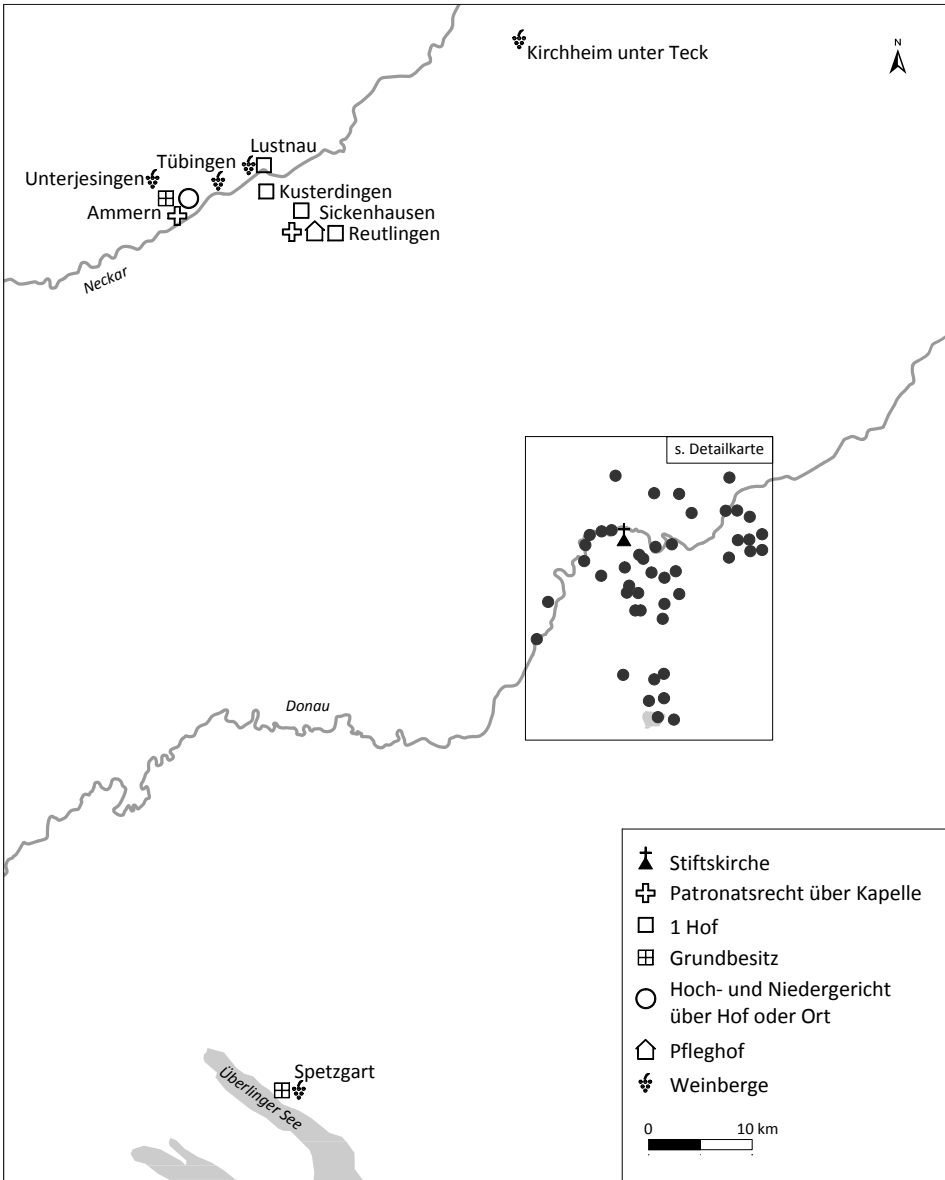 Kirchheim unter Teck
N
Lustnau
Tübingen
Unterjesingen
Kusterdingen
Ammern
Sickenhausen
Reutlingen
Neckar
s. Detailkarte
Donau
Stiftskirche
Patronatsrecht über Kapelle
1 Hof
Grundbesitz
Hoch- und Niedergericht
über Hof oder Ort
Pfleghof
Weinberge
0 10 km
Spetzgart
Überlinger See